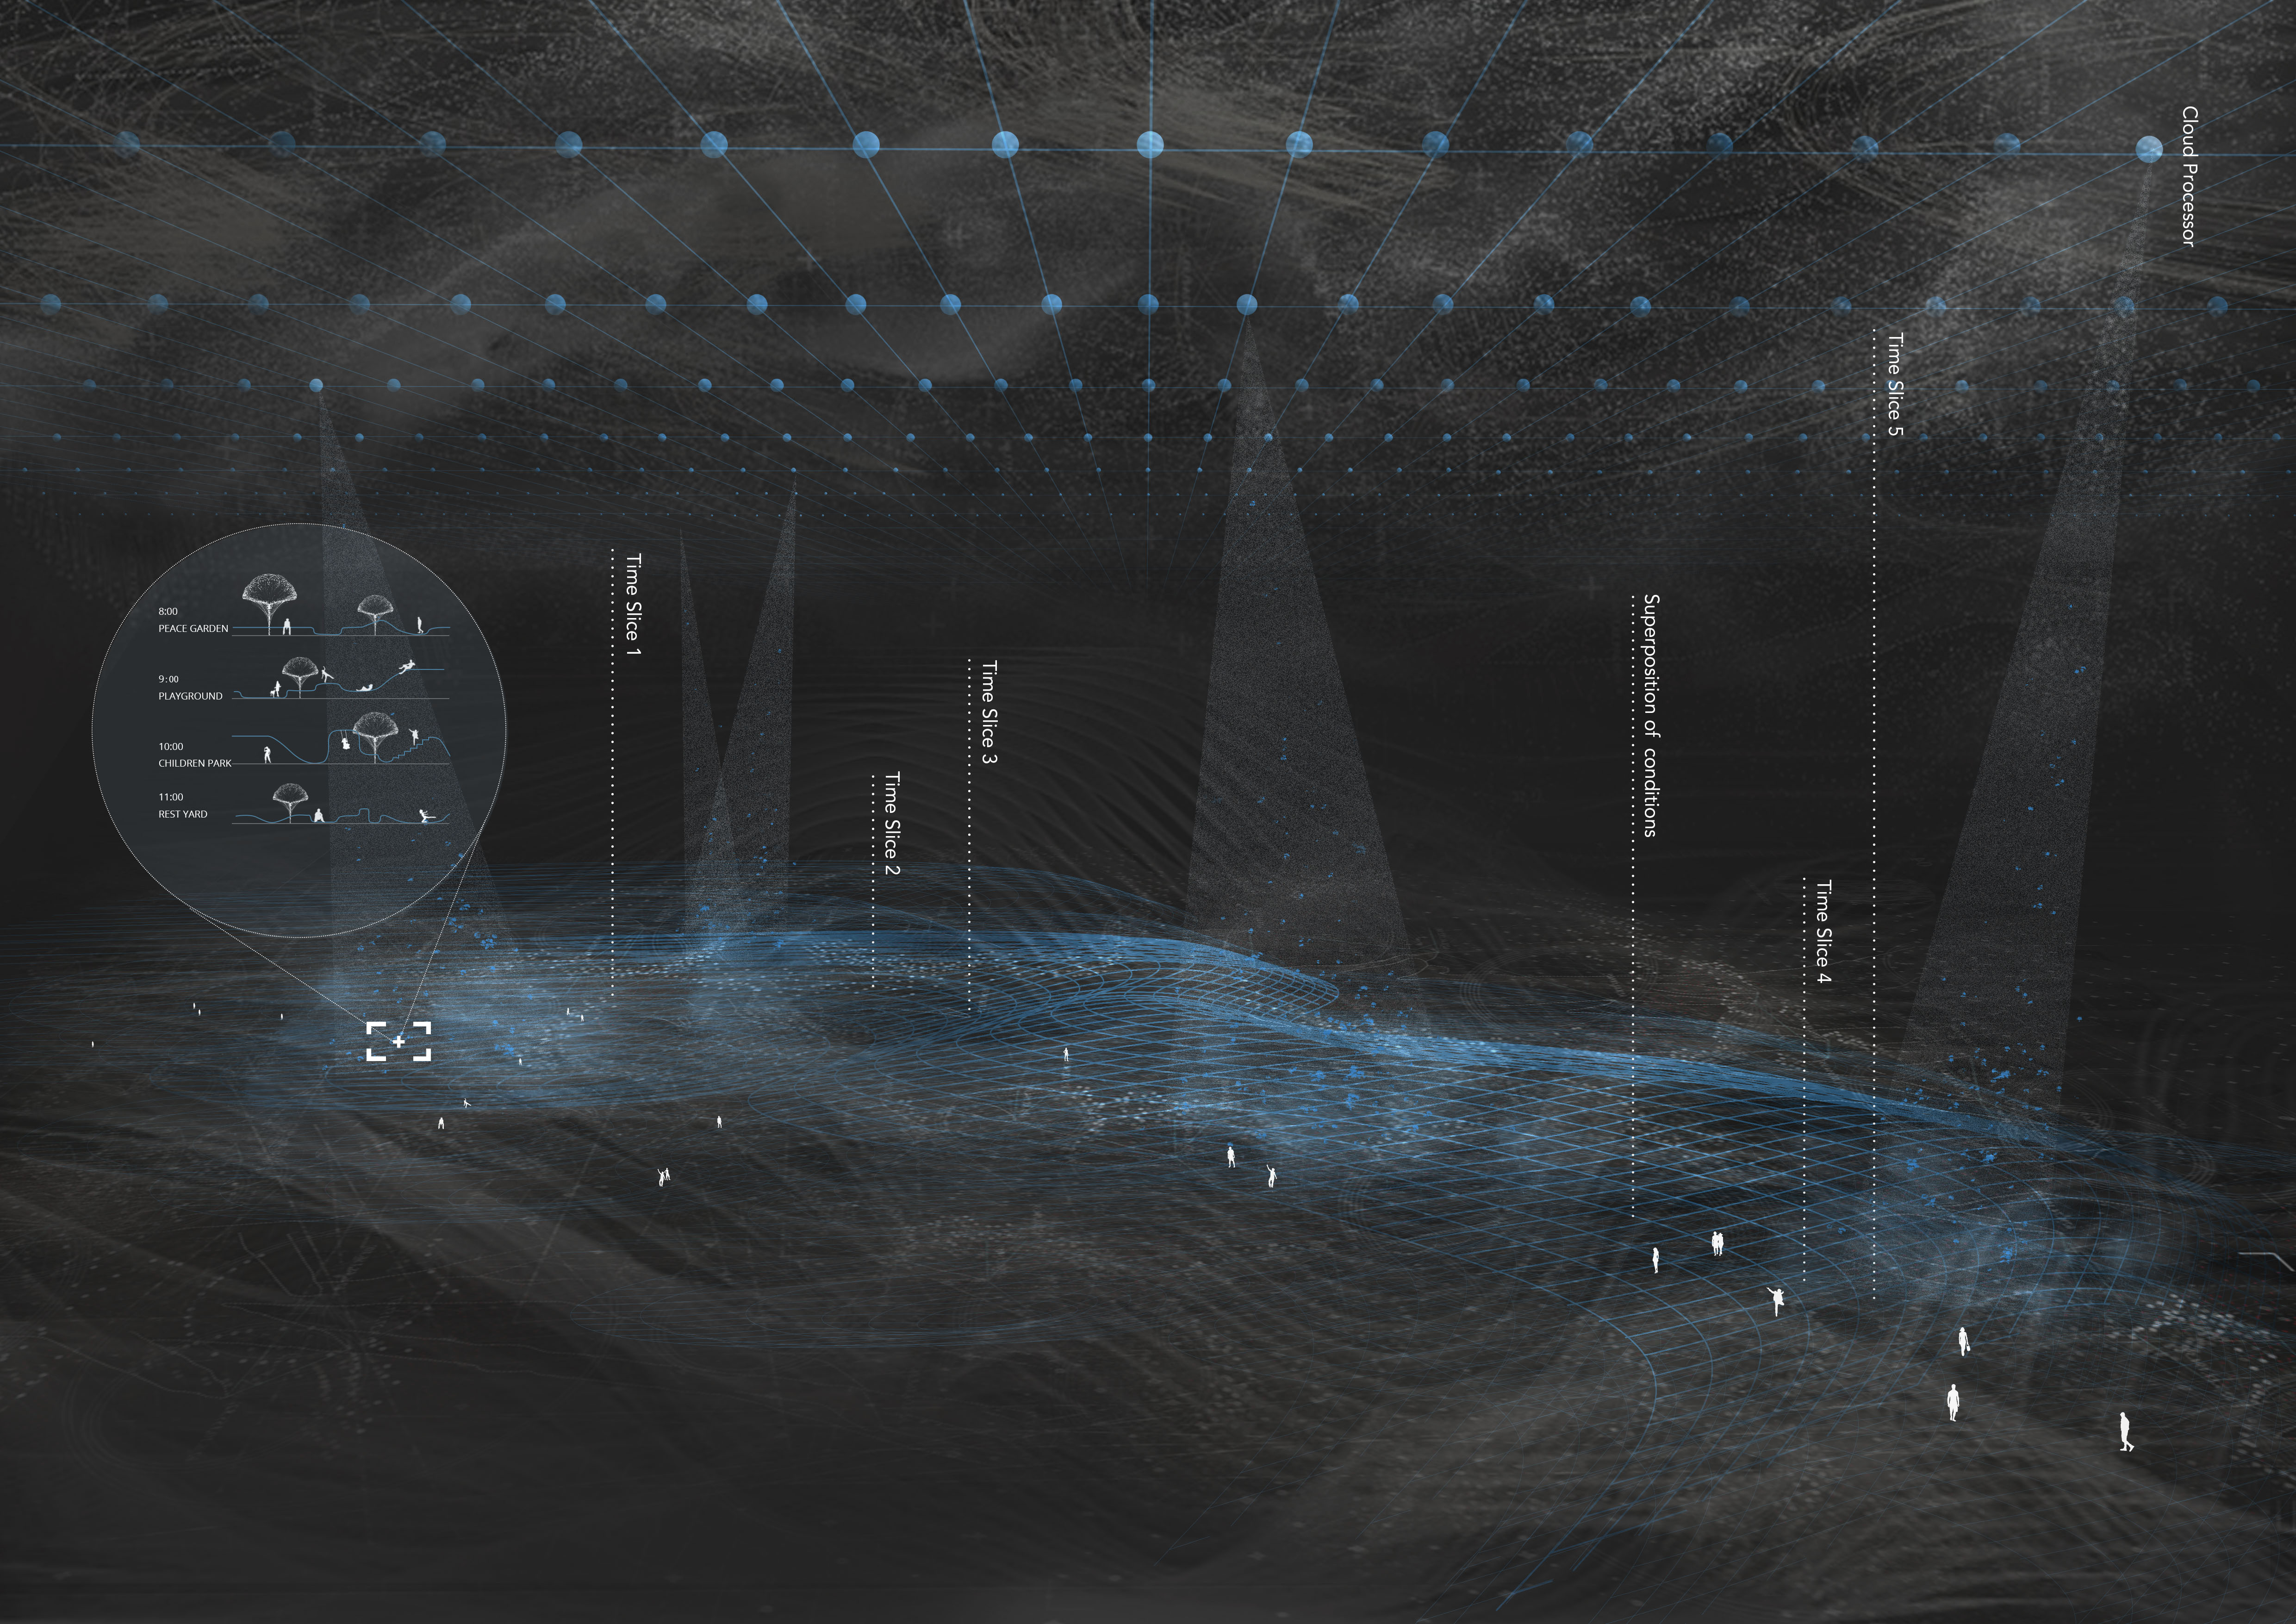 Cloud Processor
Time Slice 5
Time Slice 1
Superposition of conditions
Time Slice 3
Time Slice 2
Time Slice 4
8:00
PEACE GARDEN
9:00
PLAYGROUND
10:00
CHILDREN PARK
11:00
REST YARD